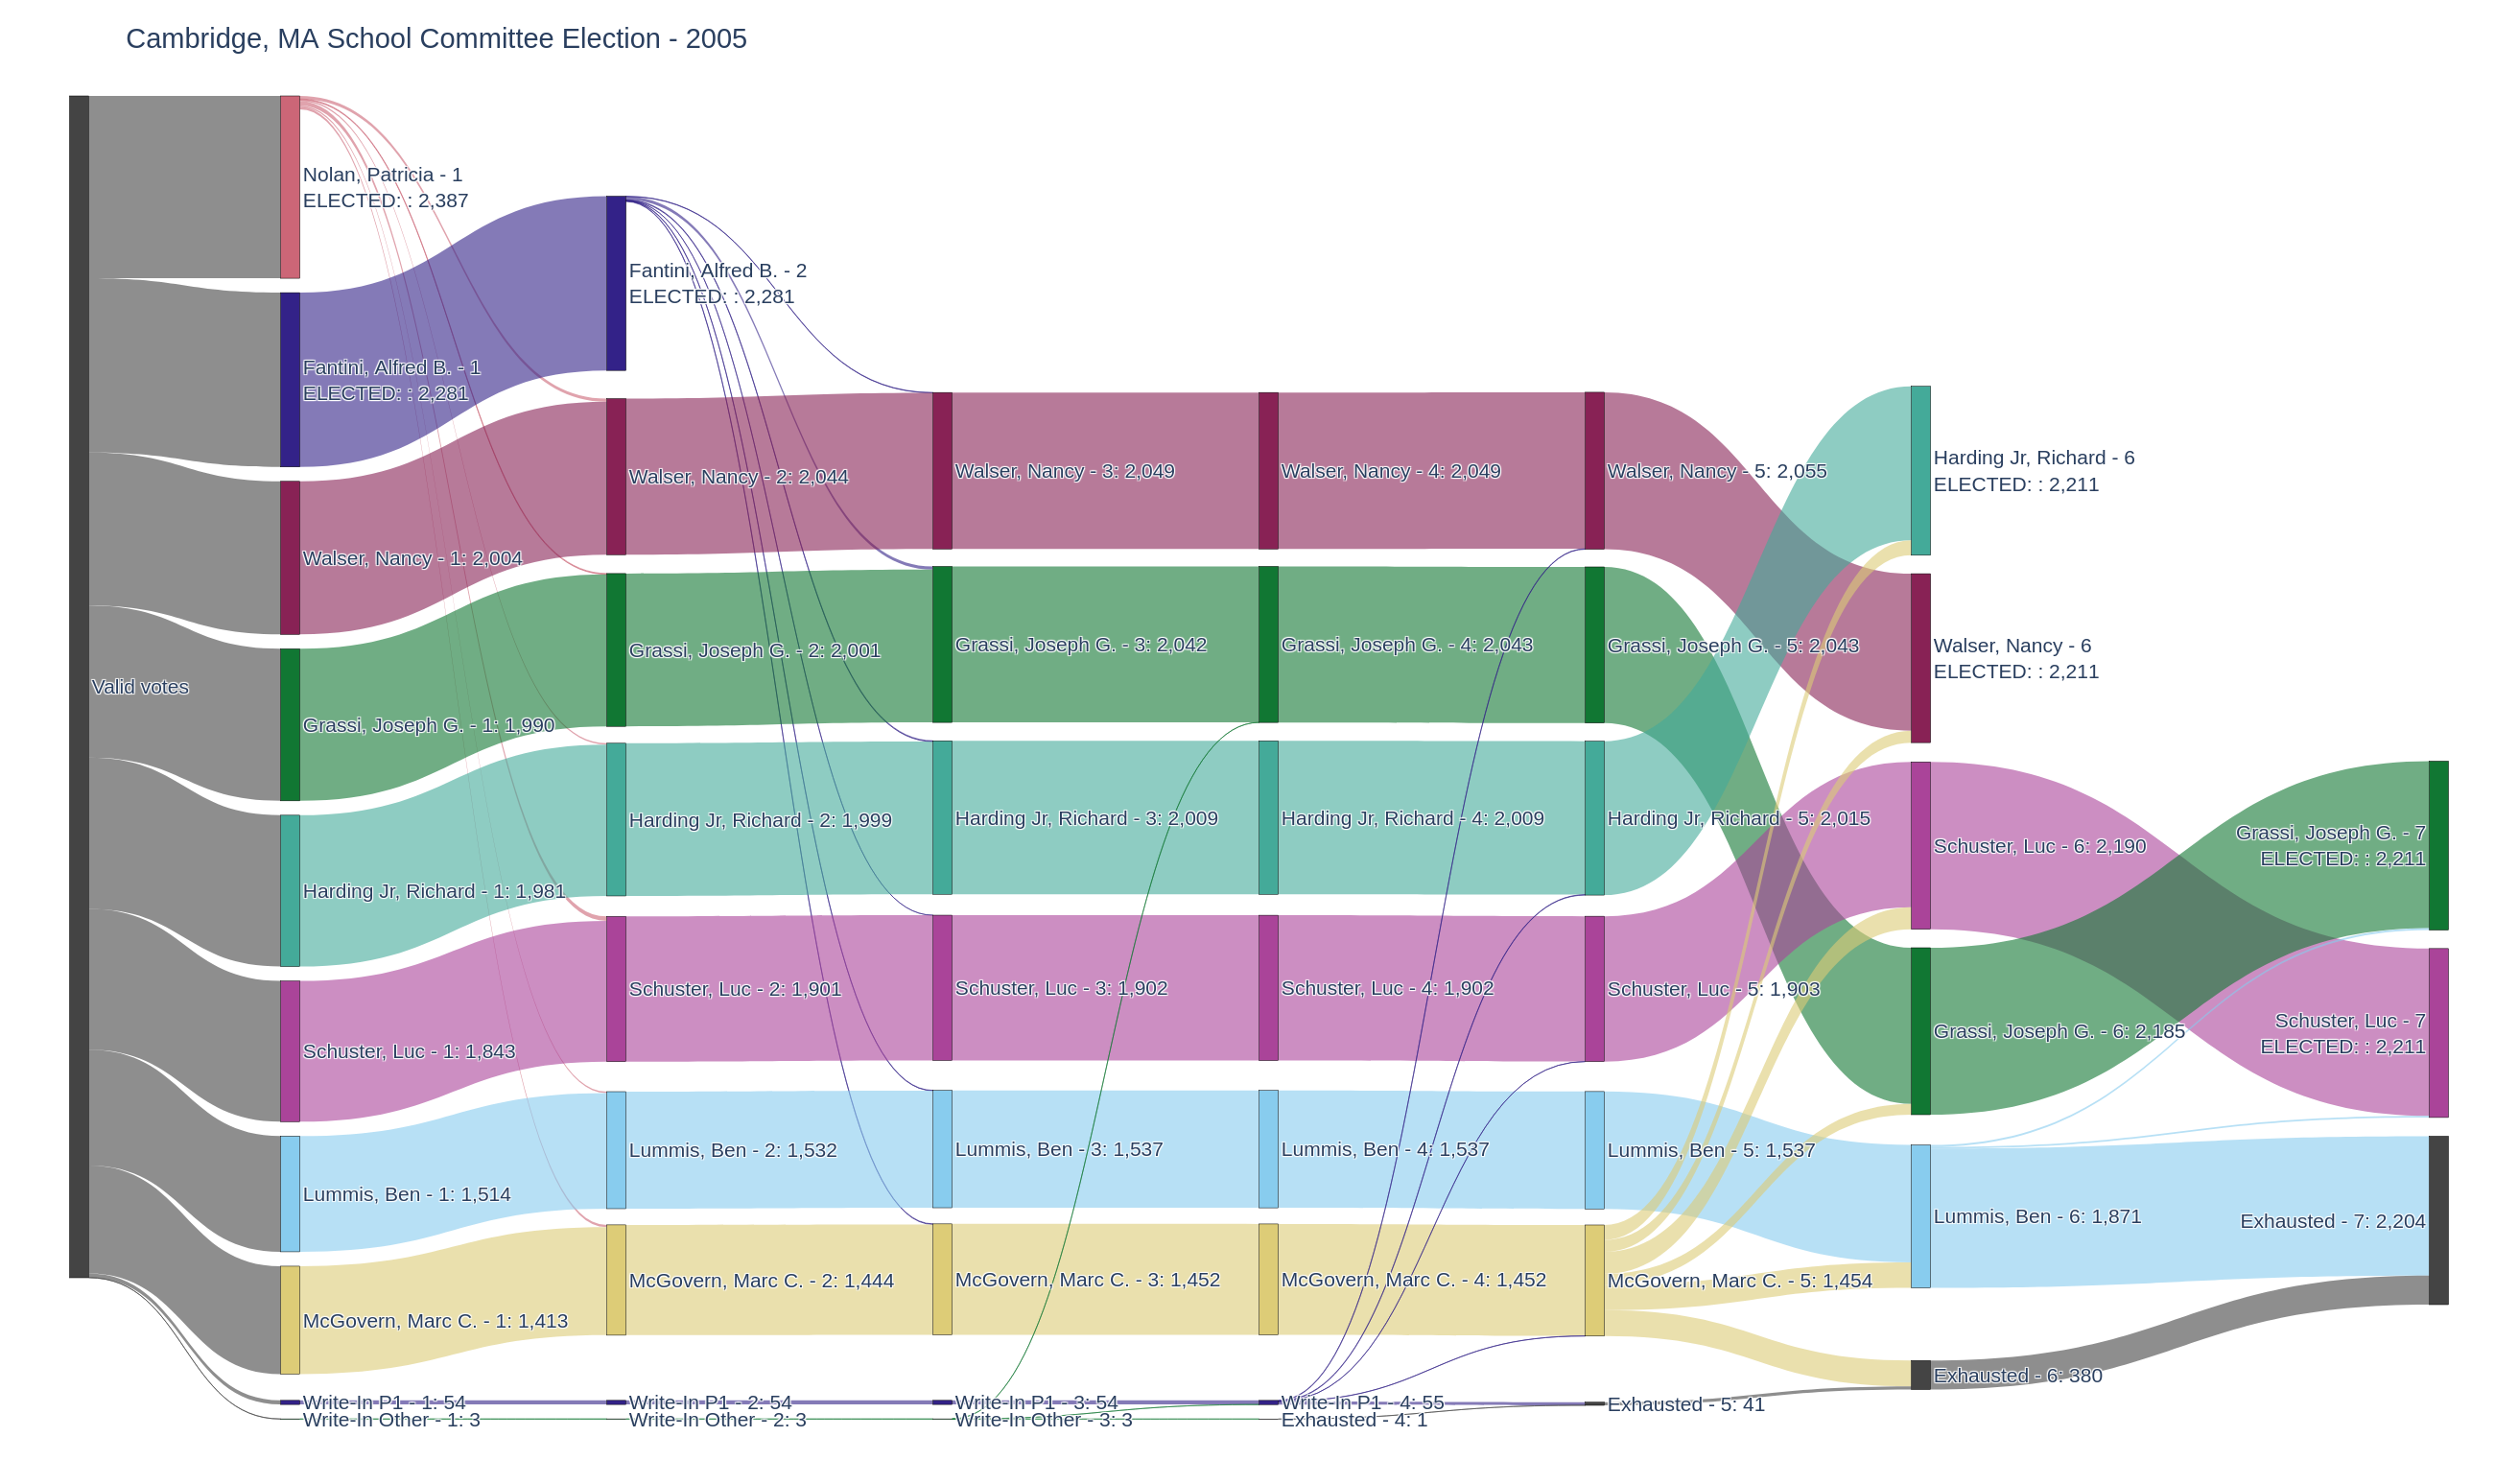 Cambridge, MA School Committee Election - 2005
Valid votes
Nolan, Patricia - 1
ELECTED: : 2,387
Fantini, Alfred B. - 1
ELECTED: : 2,281
Walser, Nancy - 1: 2,004
Grassi, Joseph G. - 1: 1,990
Harding Jr, Richard - 1: 1,981
Schuster, Luc - 1: 1,843
Lummis, Ben - 1: 1,514
McGovern, Marc C. - 1: 1,413
Write-In P1 - 1: 54
Write-In Other - 1: 3
Fantini, Alfred B. - 2
ELECTED: : 2,281
Walser, Nancy - 2: 2,044
Grassi, Joseph G. - 2: 2,001
Harding Jr, Richard - 2: 1,999
Schuster, Luc - 2: 1,901
Lummis, Ben - 2: 1,532
McGovern, Marc C. - 2: 1,444
Write-In P1 - 2: 54
Write-In Other - 2: 3
Walser, Nancy - 3: 2,049
Grassi, Joseph G. - 3: 2,042
Harding Jr, Richard - 3: 2,009
Schuster, Luc - 3: 1,902
Lummis, Ben - 3: 1,537
McGovern, Marc C. - 3: 1,452
Write-In P1 - 3: 54
Write-In Other - 3: 3
Walser, Nancy - 4: 2,049
Grassi, Joseph G. - 4: 2,043
Harding Jr, Richard - 4: 2,009
Schuster, Luc - 4: 1,902
Lummis, Ben - 4: 1,537
McGovern, Marc C. - 4: 1,452
Write-In P1 - 4: 55
Exhausted - 4: 1
Walser, Nancy - 5: 2,055
Grassi, Joseph G. - 5: 2,043
Harding Jr, Richard - 5: 2,015
Schuster, Luc - 5: 1,903
Lummis, Ben - 5: 1,537
McGovern, Marc C. - 5: 1,454
Exhausted - 5: 41
Harding Jr, Richard - 6
ELECTED: : 2,211
Walser, Nancy - 6
ELECTED: : 2,211
Schuster, Luc - 6: 2,190
Grassi, Joseph G. - 6: 2,185
Lummis, Ben - 6: 1,871
Exhausted - 6: 380
Grassi, Joseph G. - 7
ELECTED: : 2,211
Schuster, Luc - 7
ELECTED: : 2,211
Exhausted - 7: 2,204